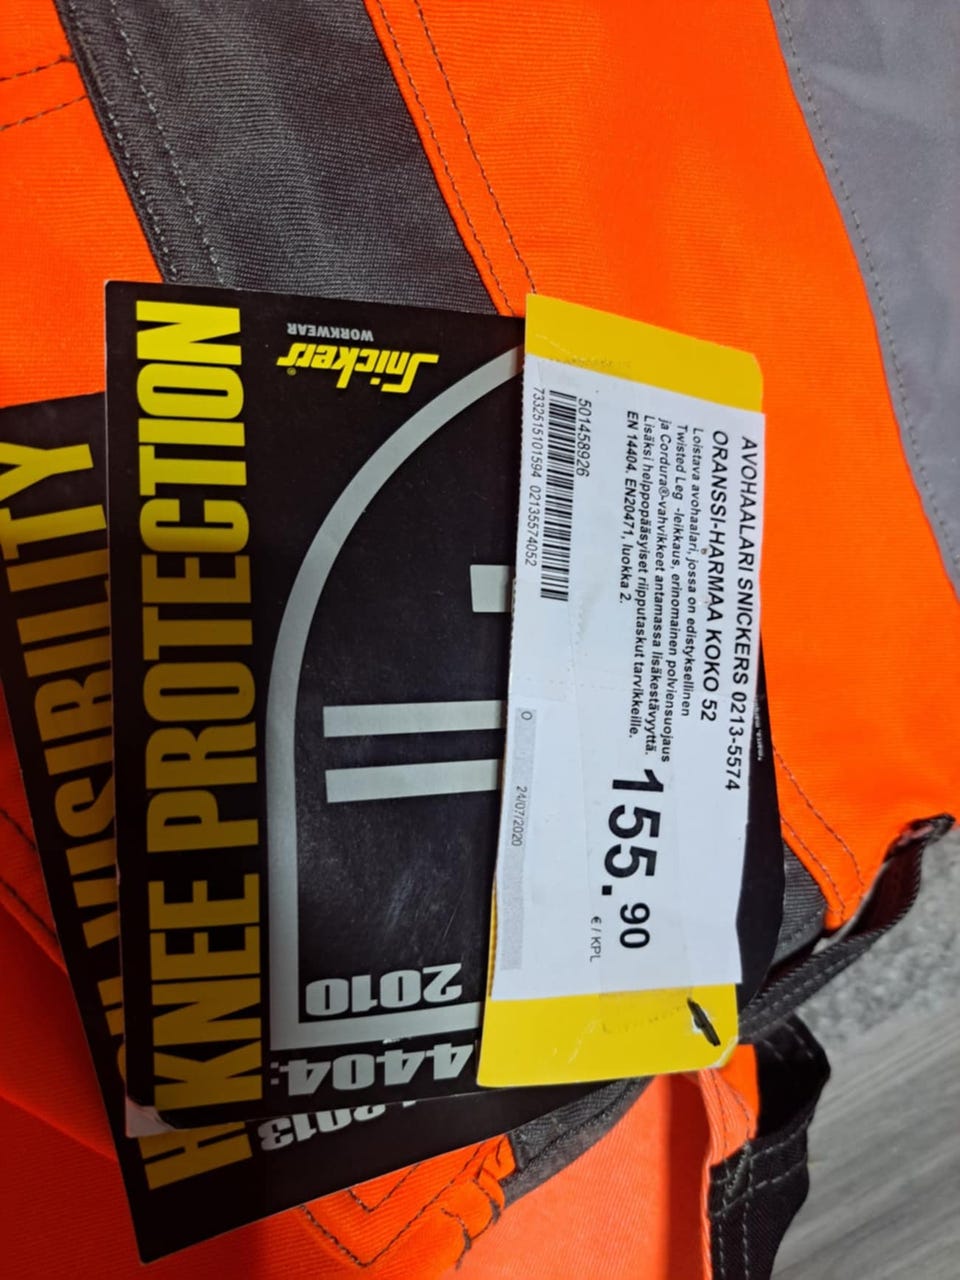 AVOHAALARI SNICKERS 0213-5574
ORANSSI-HARMAA KOKO 52
Loistava avohaalari, jossa on edistyksellinen
Twisted Leg -leikkaus, erinomainen polviensuojaus
ja Cordura®-vahvikkeet antamassa lisäkestävyyttä.
Lisäksi helppopääsyiset riipputaskut tarvikkeille.
EN 14404. EN20471, luokka 2.
155.90
€ / KPL
501458926
7332515101594 02135574052
O
24/07/2020
Snickers®
WORKWEAR
KNEE PROTECTION
4404:
2010
VISIBILITY
H
2013